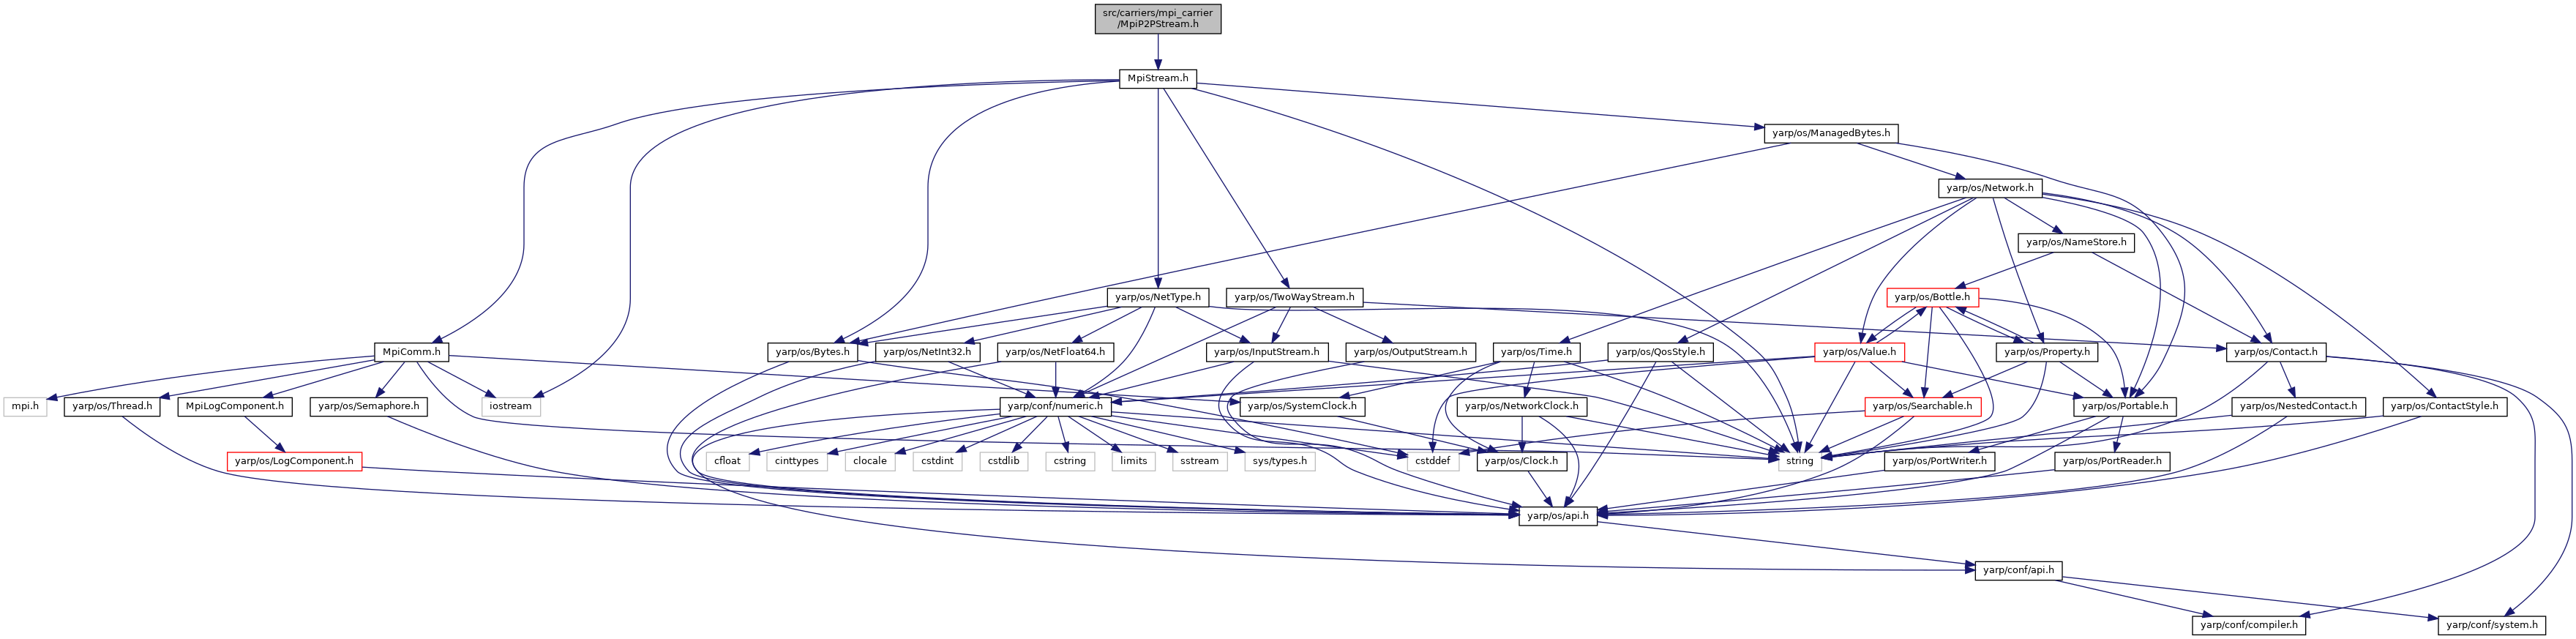 src/carriers/mpi_carrier
/MpiP2PStream.h
MpiStream.h
yarp/os/ManagedBytes.h
yarp/os/Network.h
yarp/os/NameStore.h
yarp/os/NetType.h
yarp/os/TwoWayStream.h
yarp/os/Bottle.h
MpiComm.h
yarp/os/Bytes.h
yarp/os/NetInt32.h
yarp/os/NetFloat64.h
yarp/os/InputStream.h
yarp/os/OutputStream.h
yarp/os/Time.h
yarp/os/QosStyle.h
yarp/os/Value.h
yarp/os/Property.h
yarp/os/Contact.h
mpi.h
yarp/os/Thread.h
MpiLogComponent.h
yarp/os/Semaphore.h
iostream
yarp/conf/numeric.h
yarp/os/SystemClock.h
yarp/os/NetworkClock.h
yarp/os/Searchable.h
yarp/os/Portable.h
yarp/os/NestedContact.h
yarp/os/ContactStyle.h
yarp/os/LogComponent.h
cfloat
cinttypes
clocale
cstdint
cstdlib
cstring
limits
sstream
sys/types.h
cstddef
yarp/os/Clock.h
string
yarp/os/PortWriter.h
yarp/os/PortReader.h
yarp/os/api.h
yarp/conf/api.h
yarp/conf/compiler.h
yarp/conf/system.h